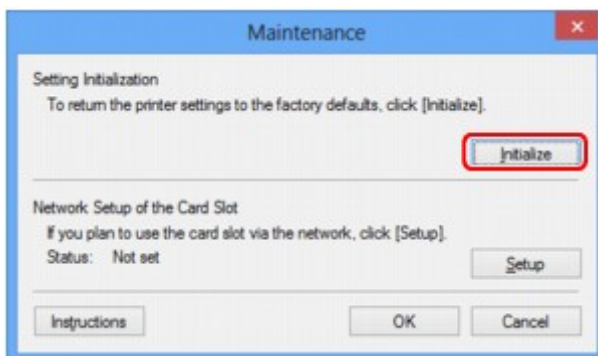 Maintenance
Setting Initialization
To return the printer settings to the factory defaults, click [Initialize].
Initialize
Network Setup of the Card Slot
If you plan to use the card slot via the network, click [Setup].
Status: Not set
Setup
Instructions OK Cancel